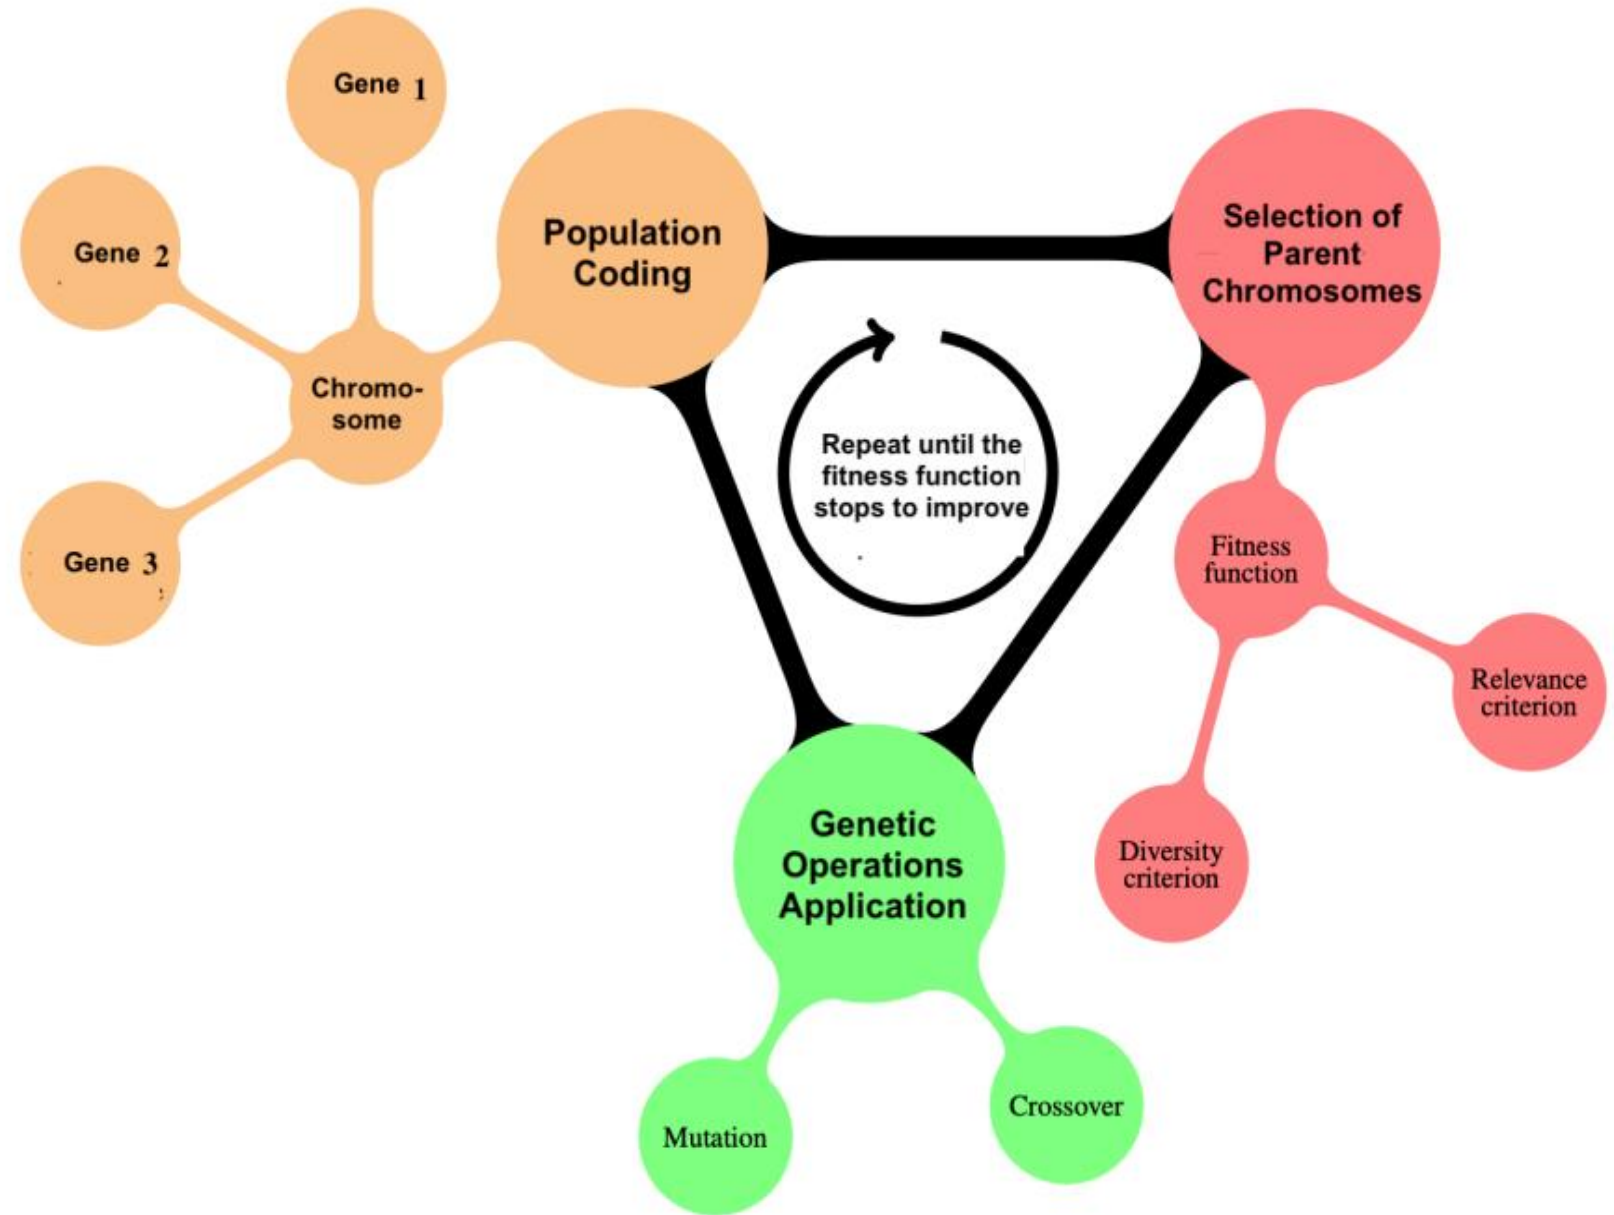 Gene 1
Gene 2
Gene 3
Chromo-
some
Population
Coding
Selection of
Parent
Chromosomes
Repeat until the
fitness function
stops to improve
Fitness
function
Relevance
criterion
Diversity
criterion
Genetic
Operations
Application
Mutation
Crossover